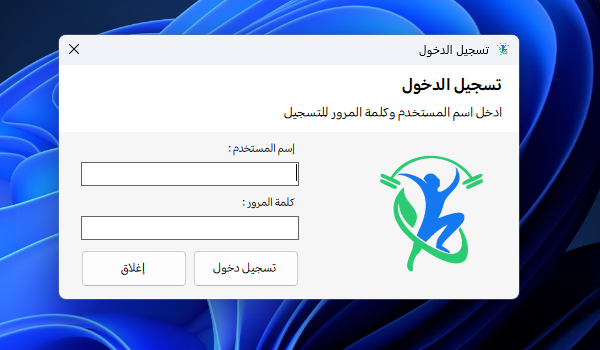 تسجيل الدخول
تسجيل الدخول
ادخل اسم المستخدم وكلمة المرور للتسجيل
إسم المستخدم :
كلمة المرور :
تسجيل دخول
إغلاق